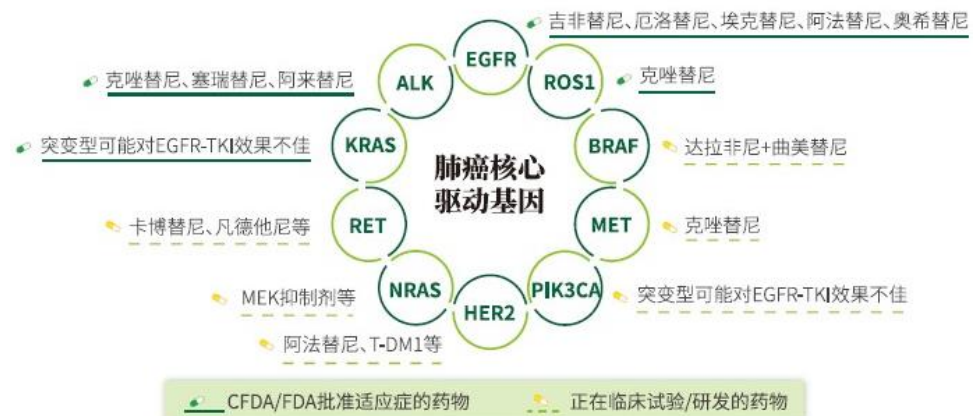 吉非替尼、厄洛替尼、埃克替尼、阿法替尼、奥希替尼
EGFR
克唑替尼、塞瑞替尼、阿来替尼
ALK
ROS1
克唑替尼
突变型可能对EGFR-TKI效果不佳
KRAS
BRAF
达拉非尼+曲美替尼
肺癌核心
驱动基因
卡博替尼、凡德他尼等
RET
MET
克唑替尼
MEK抑制剂等
NRAS
PIK3CA
突变型可能对EGFR-TKI效果不佳
HER2
阿法替尼、T-DM1等
CFDA/FDA批准适应症的药物
正在临床试验/研发的药物